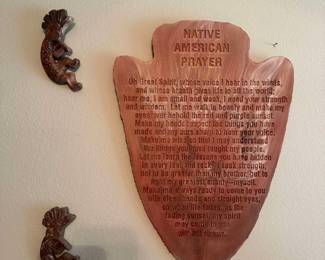 NATIVE
AMERICAN
PRAYER
Oh Great Spirit, whose voice I hear in the winds,
and whose breath gives life to all the world;
hear me, I am small and weak, I need your strength
and wisdom. Let me walk in beauty and make my
eyes ever behold the red and purple sunset.
Make my hands respect the things you have
made and my ears sharp to hear your voice.
Make me wise so that I may understand
the things you have taught my people.
Let me learn the lessons you have hidden
in every leaf and rock. I seek strength,
not to be greater than my brother, but to
fight my greatest enemy—myself.
Make me always ready to come to you
with clean hands and straight eyes,
so when life fades, as the
fading sunset, my spirit
may come to you
without shame.